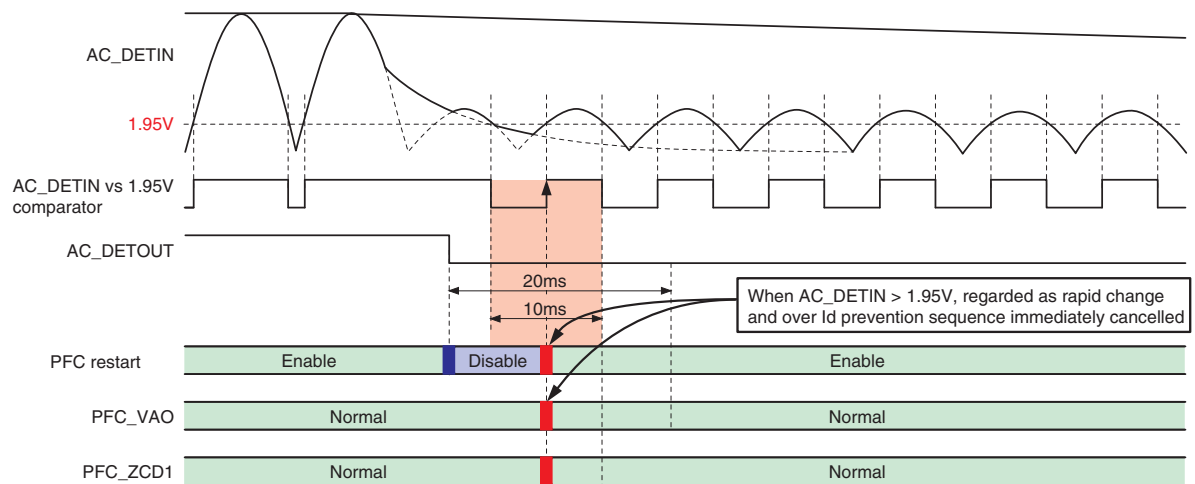 AC_DETIN
1.95V
AC_DETIN vs 1.95V
comparator
AC_DETOUT
20ms
10ms
When AC_DETIN > 1.95V, regarded as rapid change
and over Id prevention sequence immediately cancelled
PFC restart
Enable
Disable
Enable
PFC_VAO
Normal
Normal
PFC_ZCD1
Normal
Normal